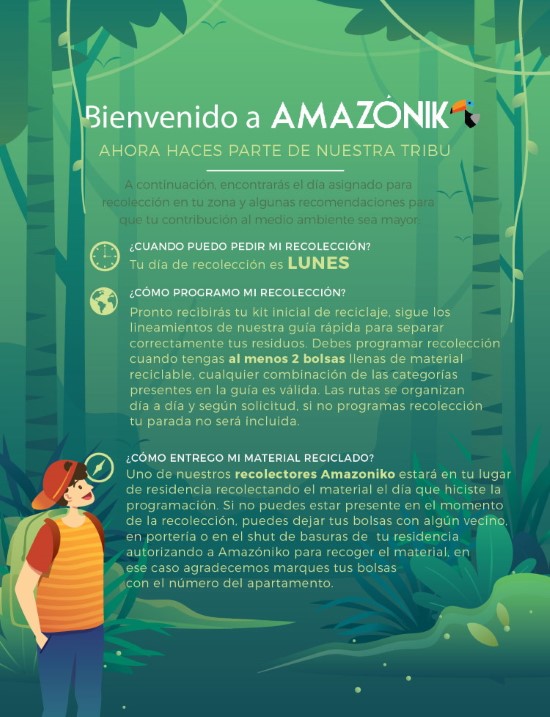 Bienvenido a AMAZÓNIKO
AHORA HACES PARTE DE NUESTRA TRIBU
A continuación, encontrarás el día asignado para
recolección en tu zona y algunas recomendaciones para
que tu contribución al medio ambiente sea mayor:
¿CUANDO PUEDO PEDIR MI RECOLECCIÓN?
Tu día de recolección es LUNES
¿CÓMO PROGRAMO MI RECOLECCIÓN?
Pronto recibirás tu kit inicial de reciclaje, sigue los
lineamientos de nuestra guía rápida para separar
correctamente tus residuos. Debes programar recolección
cuando tengas al menos 2 bolsas llenas de material
reciclable, cualquier combinación de las categorías
presentes en la guía es válida. Las rutas se organizan
día a día y según solicitud, si no programas recolección
tu parada no será incluida.
¿CÓMO ENTREGO MI MATERIAL RECICLADO?
Uno de nuestros recolectores Amazoniko estará en tu lugar
de residencia recolectando el material el día que hiciste la
programación. Si no puedes estar presente en el momento
de la recolección, puedes dejar tus bolsas con algún vecino,
en portería o en el shut de basuras de tu residencia
autorizando a Amazóniko para recoger el material, en
ese caso agradecemos marques tus bolsas
con el número del apartamento.